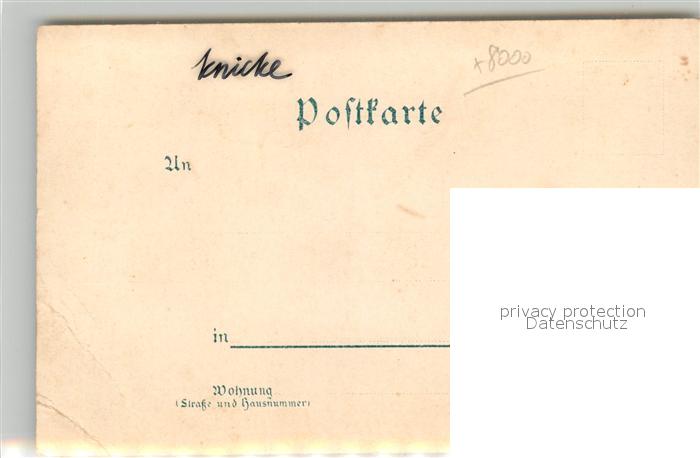 knicke
+8000
Postkarte
An
privacy protection
Datenschutz
in
Wohnung
(Straße und Hausnummer)